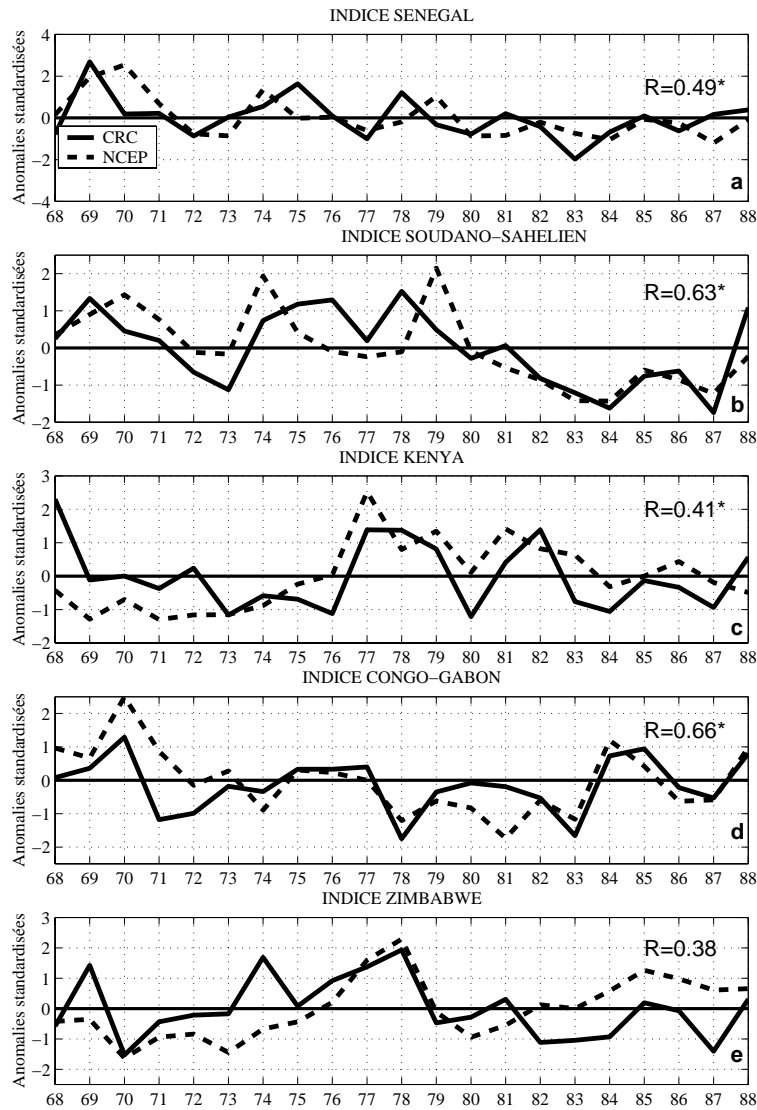 INDICE SENEGAL
Anomalies standardisées
4
2
0
−2
−4
R=0.49*
CRC
NCEP
a
68 69 70 71 72 73 74 75 76 77 78 79 80 81 82 83 84 85 86 87 88
INDICE SOUDANO−SAHELIEN
Anomalies standardisées
2
1
0
−1
−2
R=0.63*
b
68 69 70 71 72 73 74 75 76 77 78 79 80 81 82 83 84 85 86 87 88
INDICE KENYA
Anomalies standardisées
3
2
1
0
−1
−2
R=0.41*
c
68 69 70 71 72 73 74 75 76 77 78 79 80 81 82 83 84 85 86 87 88
INDICE CONGO−GABON
Anomalies standardisées
2
1
0
−1
−2
R=0.66*
d
68 69 70 71 72 73 74 75 76 77 78 79 80 81 82 83 84 85 86 87 88
INDICE ZIMBABWE
Anomalies standardisées
3
2
1
0
−1
−2
R=0.38
e
68 69 70 71 72 73 74 75 76 77 78 79 80 81 82 83 84 85 86 87 88